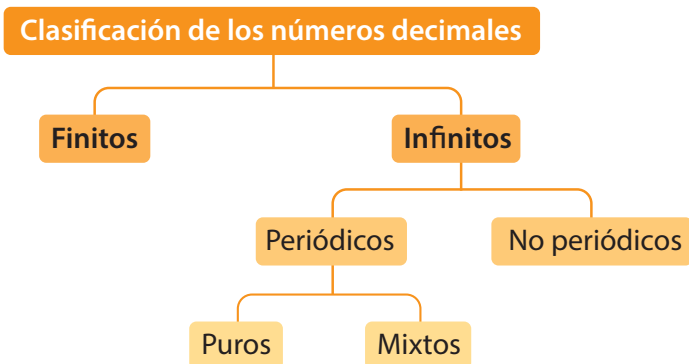 Clasificación de los números decimales
Finitos
Infinitos
Periódicos
No periódicos
Puros
Mixtos